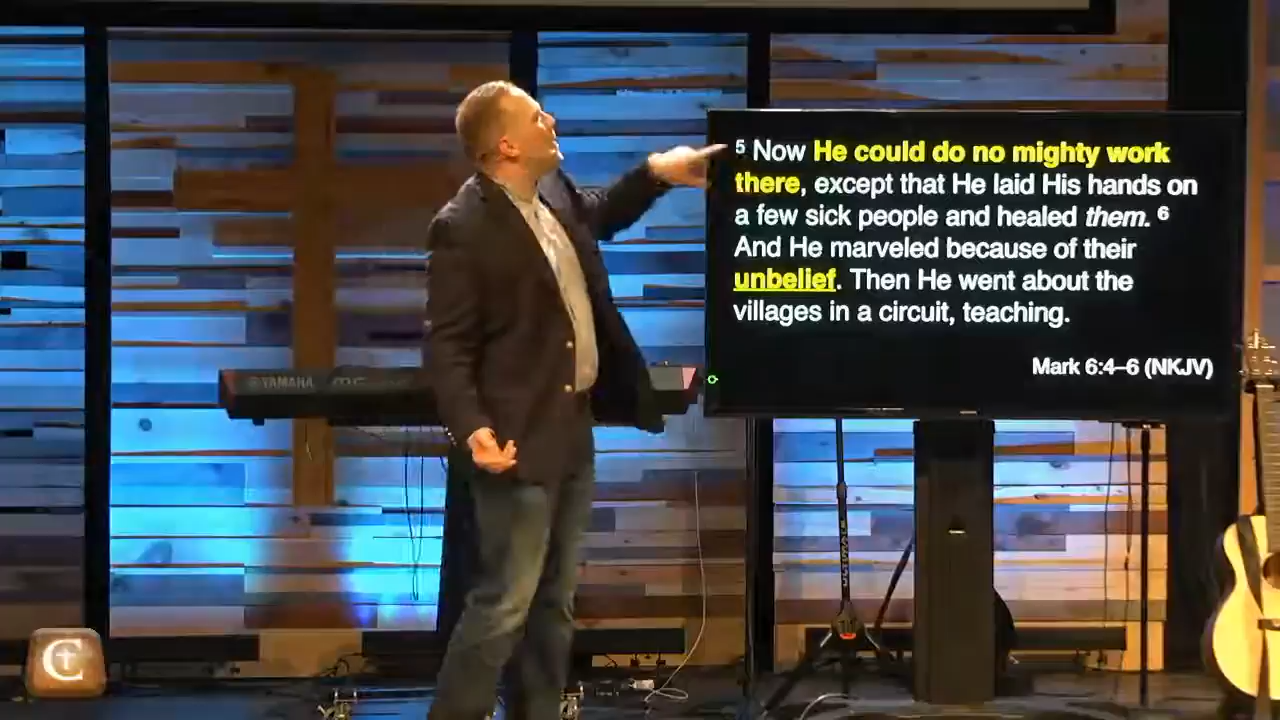 5 Now He could do no mighty work
there, except that He laid His hands on
a few sick people and healed them. 6
And He marveled because of their
unbelief. Then He went about the
villages in a circuit, teaching.
Mark 6:4–6 (NKJV)
YAMAHA
C